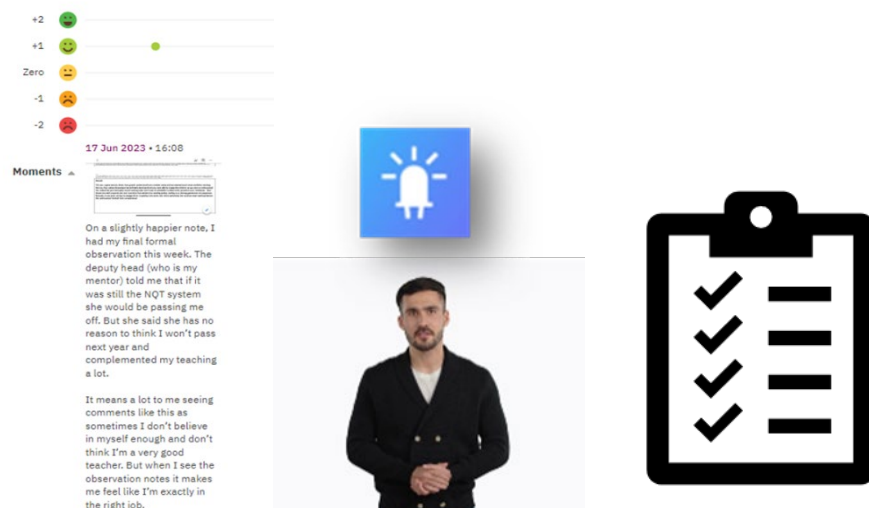 +2
+1
Zero
-1
-2
17 Jun 2023 • 16:08
Moments
On a slightly happier note, I
had my final formal
observation this week. The
deputy head (who is my
mentor) told me that if it
was still the NQT system
she would be passing me
off. But she said she has no
reason to think I won't pass
next year and
complemented my teaching
a lot.
It means a lot to me seeing
comments like this as
sometimes I don't believe
in myself enough and don't
think I'm a very good
teacher. But when I see the
observation notes it makes
me feel like I'm exactly in
the right job.